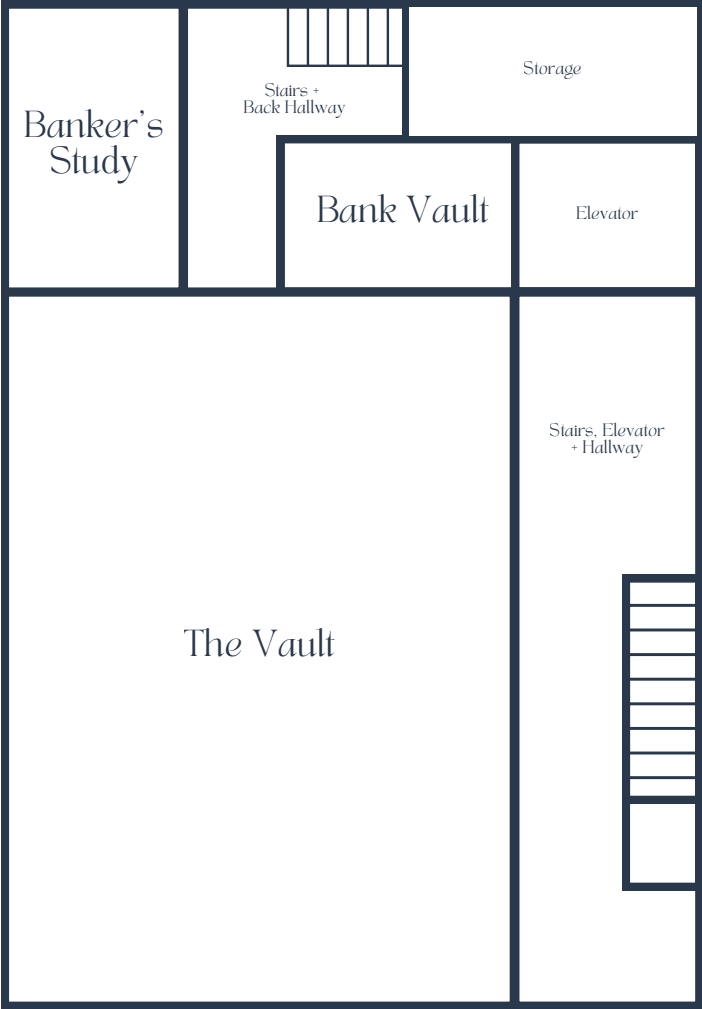 Storage
Stairs +
Back Hallway
Banker's
Study
Bank Vault
Elevator
Stairs, Elevator
+ Hallway
The Vault